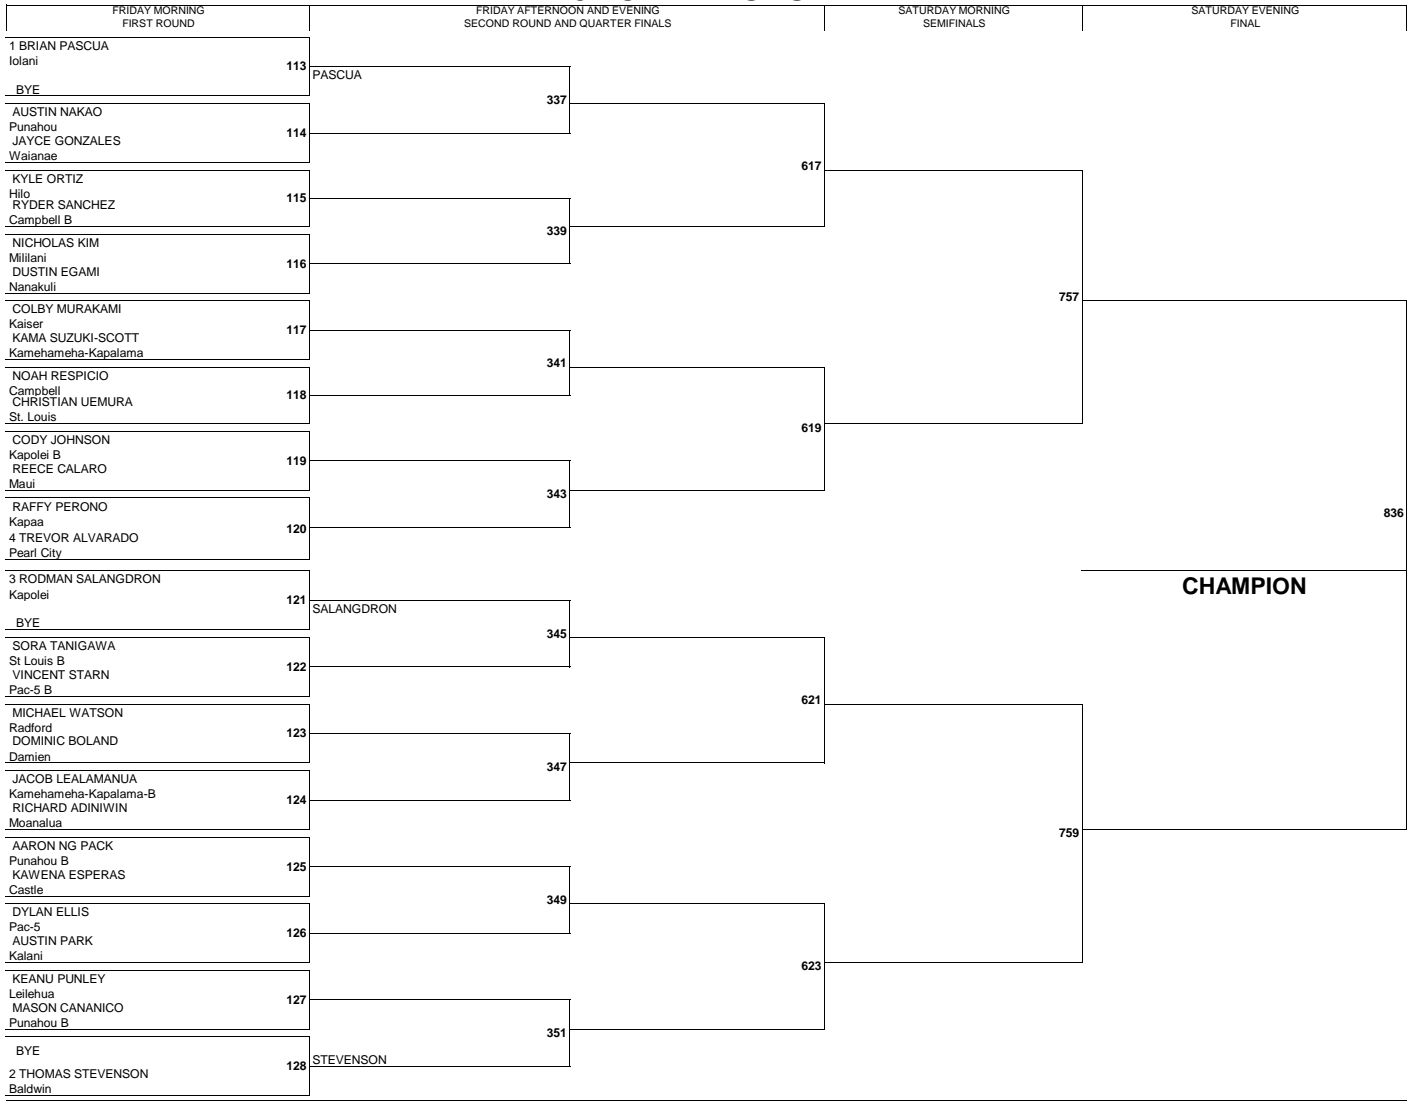 FRIDAY MORNING
FIRST ROUND
FRIDAY AFTERNOON AND EVENING
SECOND ROUND AND QUARTER FINALS
SATURDAY MORNING
SEMIFINALS
SATURDAY EVENING
FINAL
1 BRIAN PASCUA
Iolani
113
PASCUA
BYE
337
AUSTIN NAKAO
Punahou
114
JAYCE GONZALES
Waianae
617
KYLE ORTIZ
Hilo
115
RYDER SANCHEZ
Campbell B
339
NICHOLAS KIM
Mililani
116
DUSTIN EGAMI
Nanakuli
757
COLBY MURAKAMI
Kaiser
117
KAMA SUZUKI-SCOTT
Kamehameha-Kapalama
341
NOAH RESPICIO
Campbell
118
CHRISTIAN UEMURA
St. Louis
619
CODY JOHNSON
Kapolei B
119
REECE CALARO
Maui
343
RAFFY PERONO
Kapaa
120
4 TREVOR ALVARADO
Pearl City
836
CHAMPION
3 RODMAN SALANGDRON
Kapolei
121
SALANGDRON
BYE
345
SORA TANIGAWA
St Louis B
122
VINCENT STARN
Pac-5 B
621
MICHAEL WATSON
Radford
123
DOMINIC BOLAND
Damien
347
JACOB LEALAMANUA
Kamehameha-Kapalama-B
124
RICHARD ADINIWIN
Moanalua
759
AARON NG PACK
Punahou B
125
KAWENA ESPERAS
Castle
349
DYLAN ELLIS
Pac-5
126
AUSTIN PARK
Kalani
623
KEANU PUNLEY
Leilehua
127
MASON CANANICO
Punahou B
351
BYE
128
STEVENSON
2 THOMAS STEVENSON
Baldwin